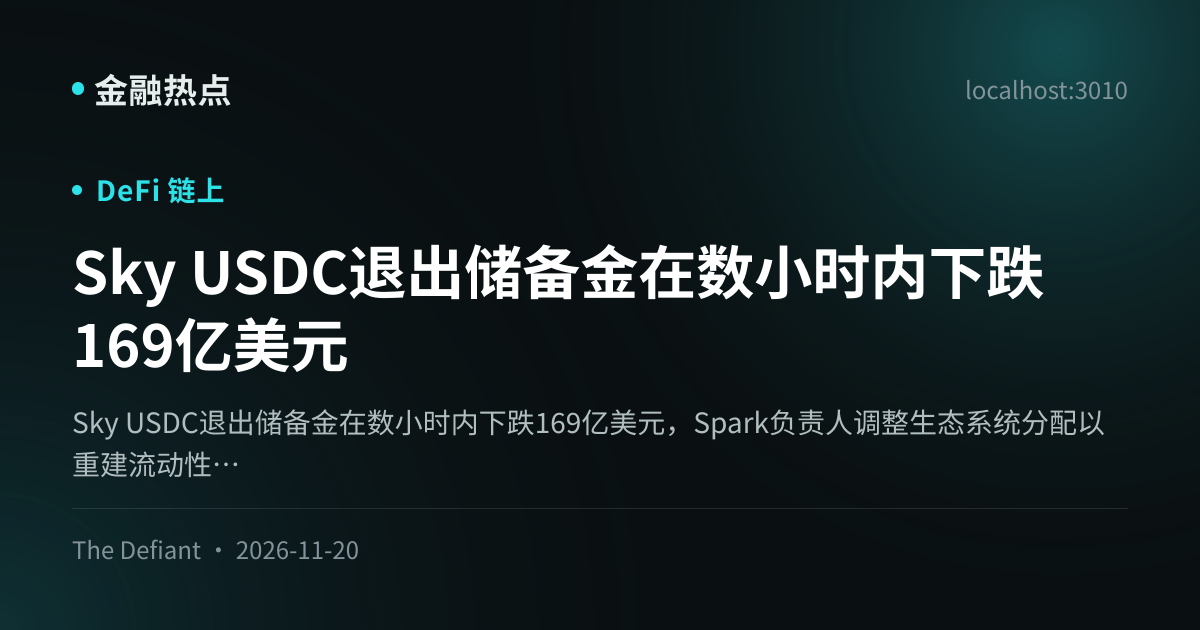 金融热点
localhost:3010
DeFi 链上
Sky USDC退出储备金在数小时内下跌
169亿美元
Sky USDC退出储备金在数小时内下跌169亿美元，Spark负责人调整生态系统分配以
重建流动性…
The Defiant • 2026-11-20